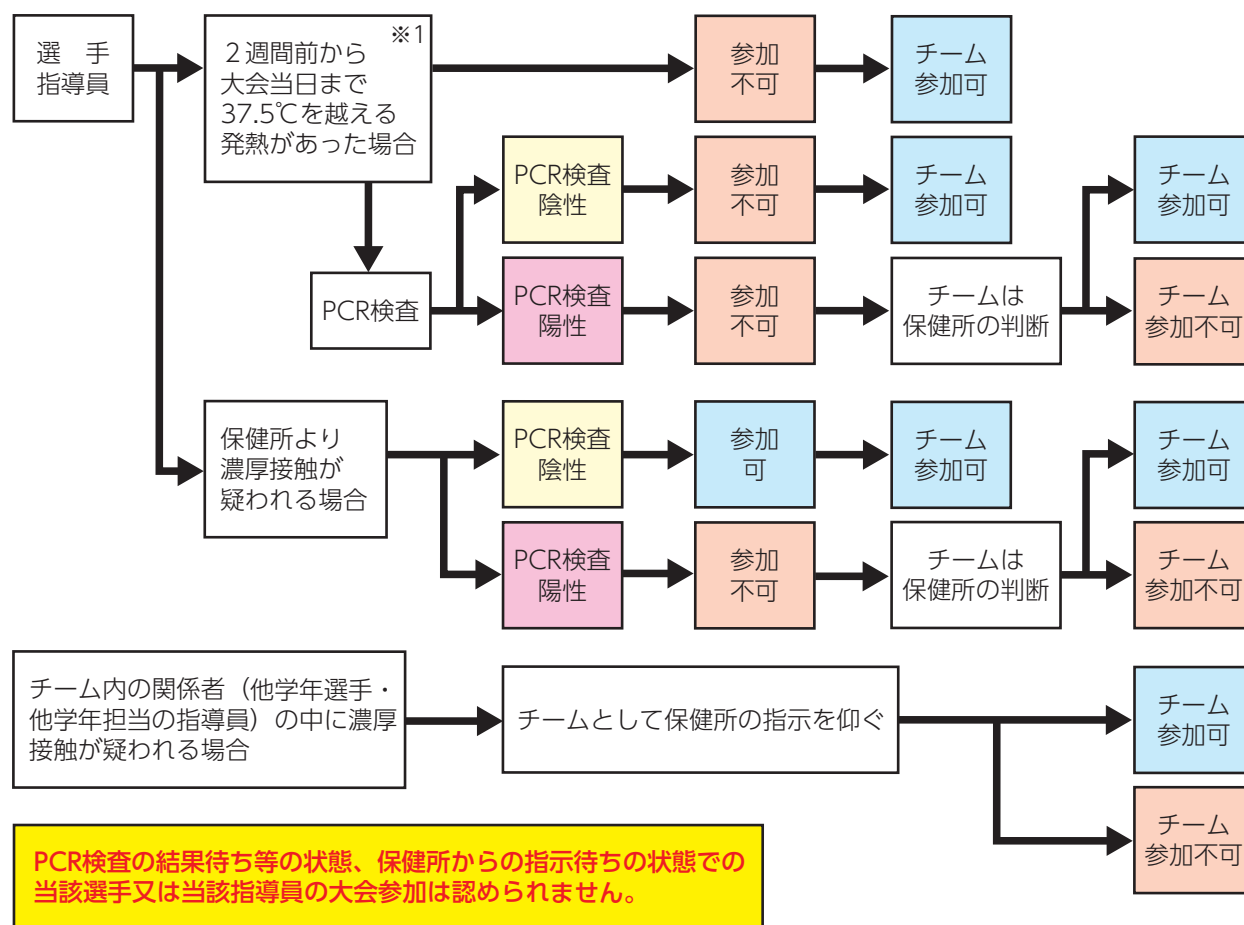 選　手
指導員
※1
２週間前から
大会当日まで
37.5℃を越える
発熱があった場合
参加
不可
チーム
参加可
PCR検査
陰性
参加
不可
チーム
参加可
チーム
参加可
PCR検査
PCR検査
陽性
参加
不可
チームは
保健所の判断
チーム
参加不可
保健所より
濃厚接触が
疑われる場合
PCR検査
陰性
参加
可
チーム
参加可
チーム
参加可
PCR検査
陽性
参加
不可
チームは
保健所の判断
チーム
参加不可
チーム内の関係者（他学年選手・
他学年担当の指導員）の中に濃厚
接触が疑われる場合
チームとして保健所の指示を仰ぐ
チーム
参加可
チーム
参加不可
PCR検査の結果待ち等の状態、保健所からの指示待ちの状態での
当該選手又は当該指導員の大会参加は認められません。